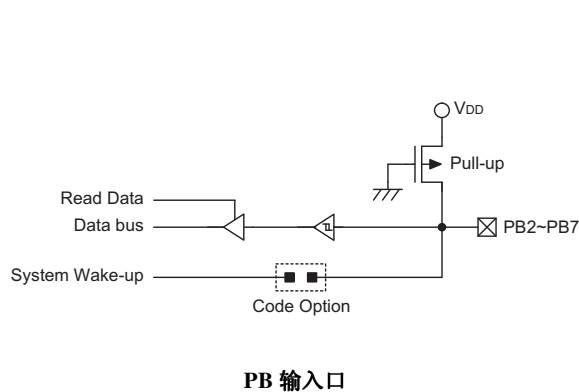 VDD
Pull-up
Read Data
Data bus
PB2~PB7
System Wake-up
Code Option
PB 输入口